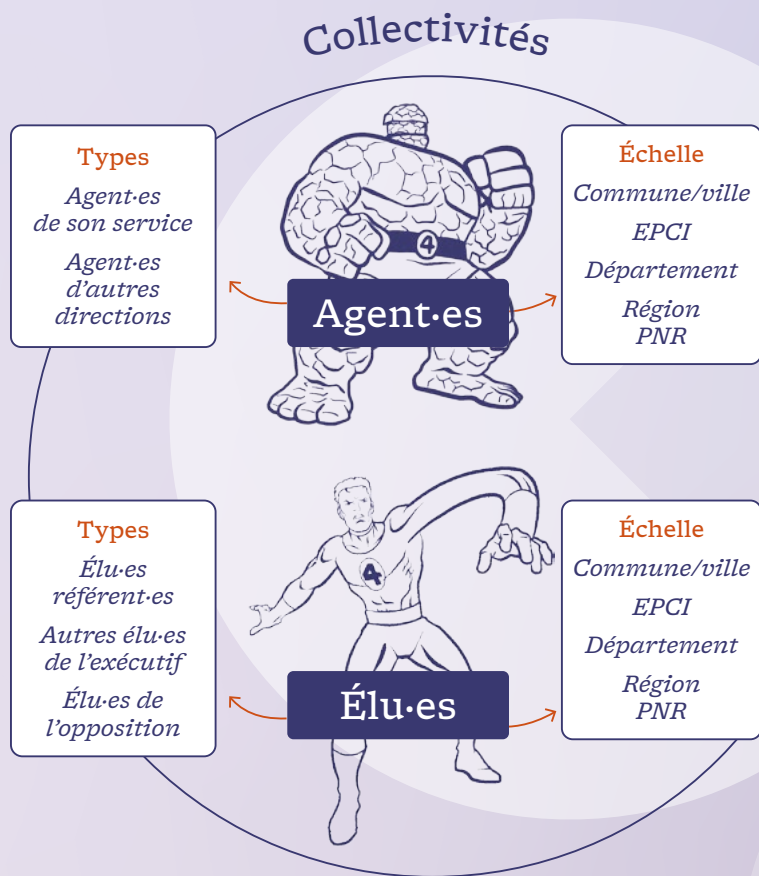 Collectivités
Types
Agent·es
de son service
Agent·es
d'autres
directions
4
Agent·es
Échelle
Commune/ville
EPCI
Département
Région
PNR
Types
Élu·es
référent·es
Autres élu·es
de l'exécutif
Élu·es de
l'opposition
4
Élu·es
Échelle
Commune/ville
EPCI
Département
Région
PNR